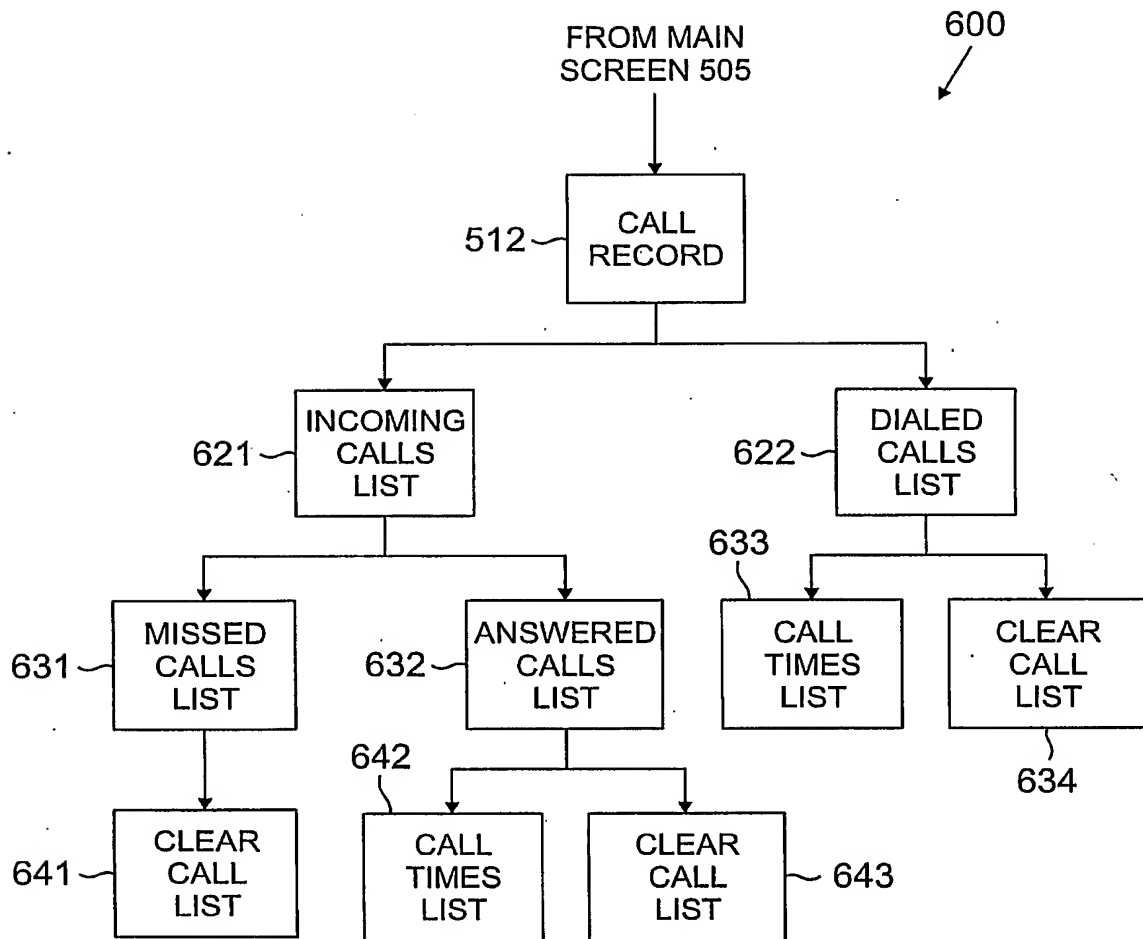 FROM MAIN
SCREEN 505
600
512
CALL
RECORD
621
INCOMING
CALLS
LIST
622
DIALED
CALLS
LIST
631
MISSED
CALLS
LIST
632
ANSWERED
CALLS
LIST
633
CALL
TIMES
LIST
CLEAR
CALL
LIST
634
641
CLEAR
CALL
LIST
642
CALL
TIMES
LIST
CLEAR
CALL
LIST
643